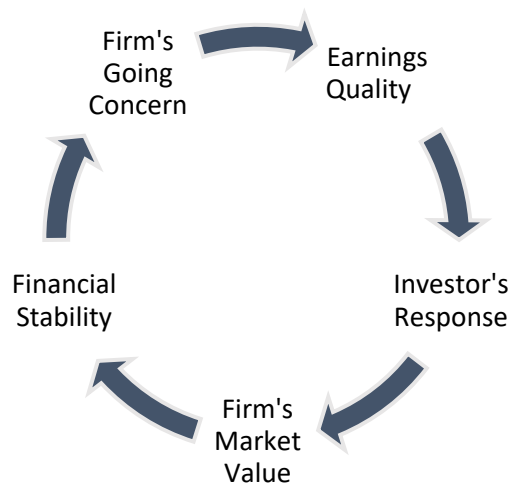 Firm's
Going
Concern
Earnings
Quality
Investor's
Response
Firm's
Market
Value
Financial
Stability